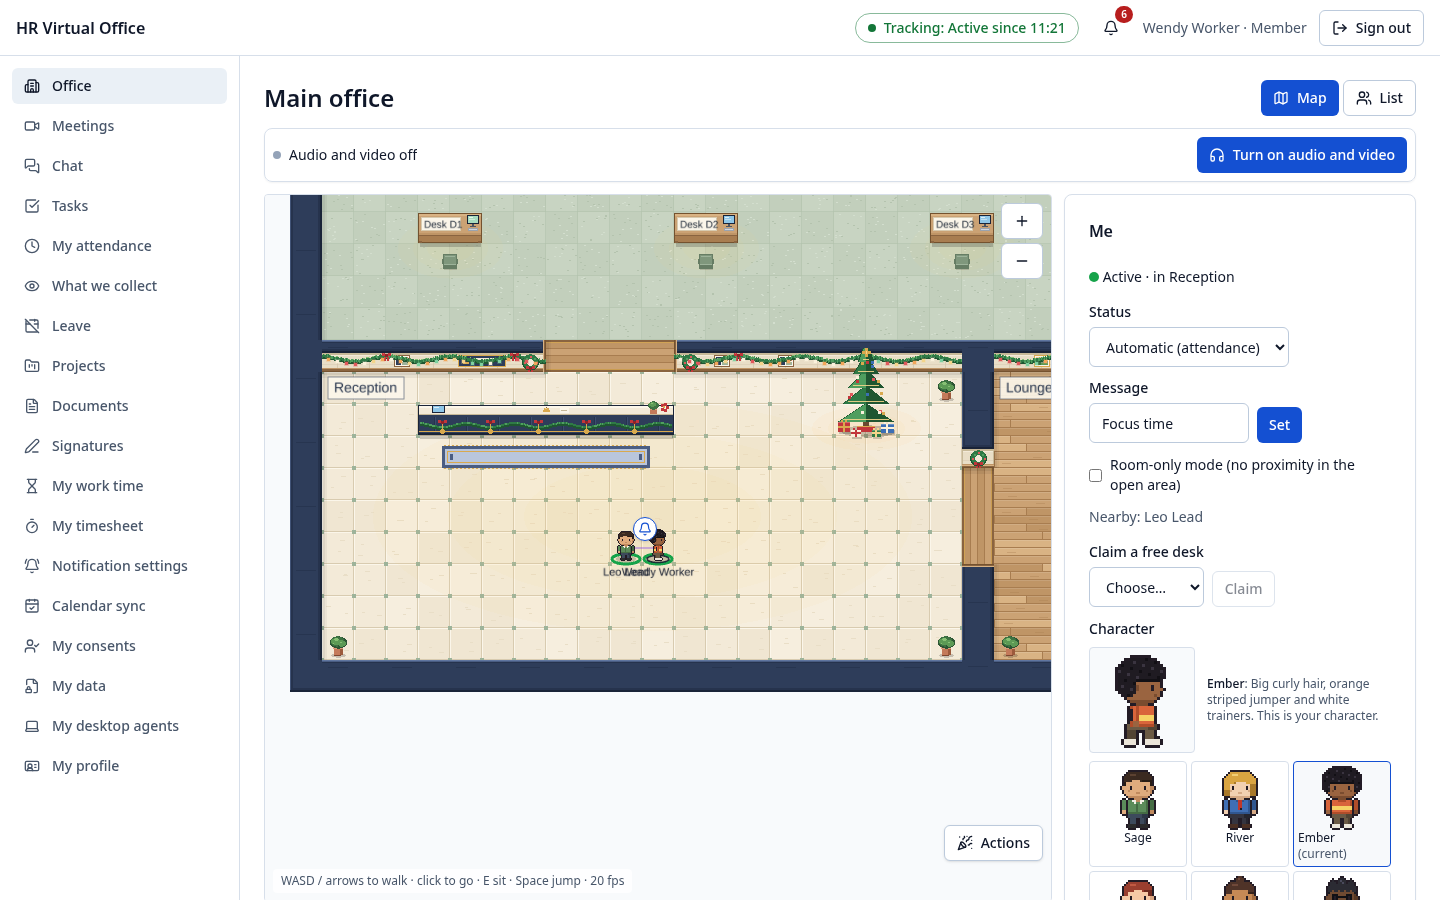 HR Virtual Office
Tracking: Active since 11:21
6
Wendy Worker · Member
Sign out
Office
Meetings
Chat
Tasks
My attendance
What we collect
Leave
Projects
Documents
Signatures
My work time
My timesheet
Notification settings
Calendar sync
My consents
My data
My desktop agents
My profile
Main office
Map
List
Audio and video off
Turn on audio and video
Desk D1
Desk D2
Desk D3
+
−
Reception
Lounge
Leo
Wendy Worker
Actions
WASD / arrows to walk · click to go · E sit · Space jump · 20 fps
Me
Active · in Reception
Status
Automatic (attendance)
Message
Focus time
Set
Room-only mode (no proximity in the
open area)
Nearby: Leo Lead
Claim a free desk
Choose...
Claim
Character
Ember: Big curly hair, orange
striped jumper and white
trainers. This is your character.
Sage
River
Ember
(current)